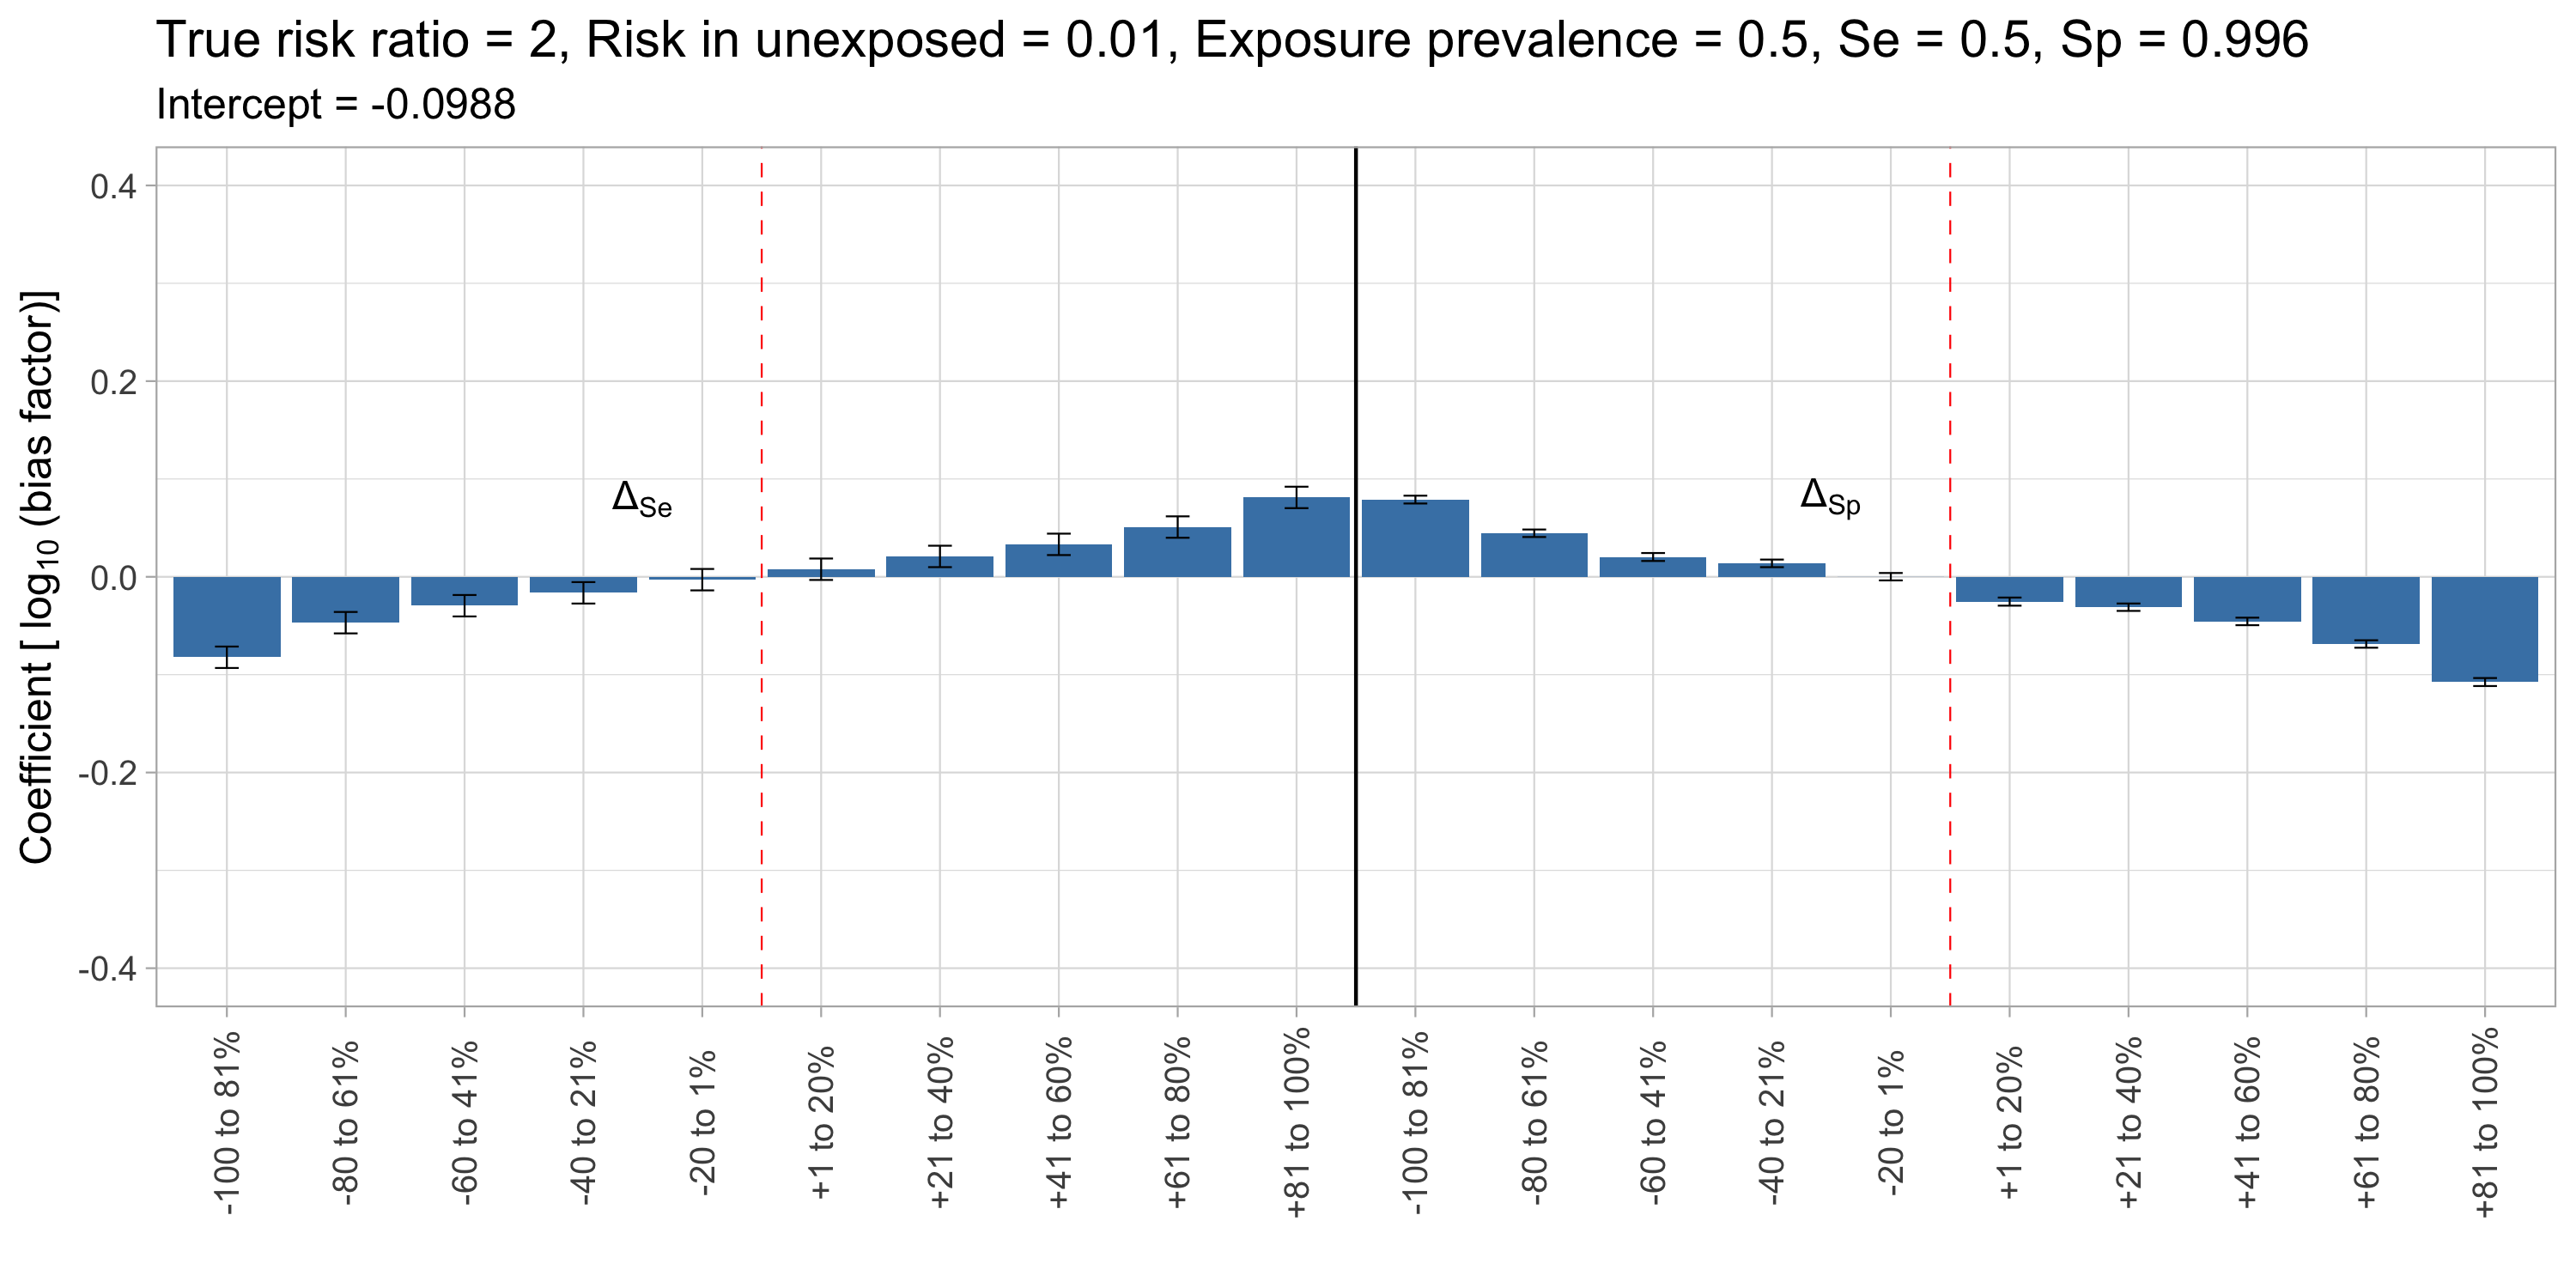 True risk ratio = 2, Risk in unexposed = 0.01, Exposure prevalence = 0.5, Se = 0.5, Sp = 0.996
Intercept = -0.0988
Coefficient [ log10 (bias factor)]
0.4
0.2
0.0
-0.2
-0.4
ΔSe
ΔSp
-100 to 81%
-80 to 61%
-60 to 41%
-40 to 21%
-20 to 1%
+1 to 20%
+21 to 40%
+41 to 60%
+61 to 80%
+81 to 100%
-100 to 81%
-80 to 61%
-60 to 41%
-40 to 21%
-20 to 1%
+1 to 20%
+21 to 40%
+41 to 60%
+61 to 80%
+81 to 100%